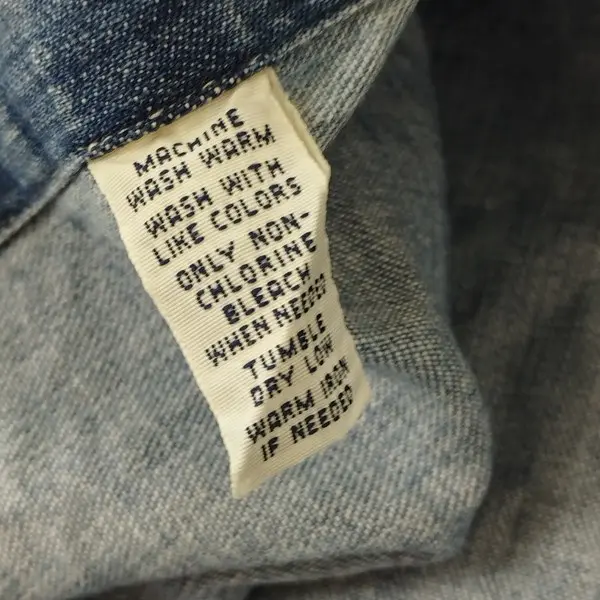 MACHINE
WASH WARM
WASH WITH
LIKE COLORS
ONLY NON-
CHLORINE
BLEACH
WHEN NEEDED
TUMBLE
DRY LOW
WARM IRON
IF NEEDED